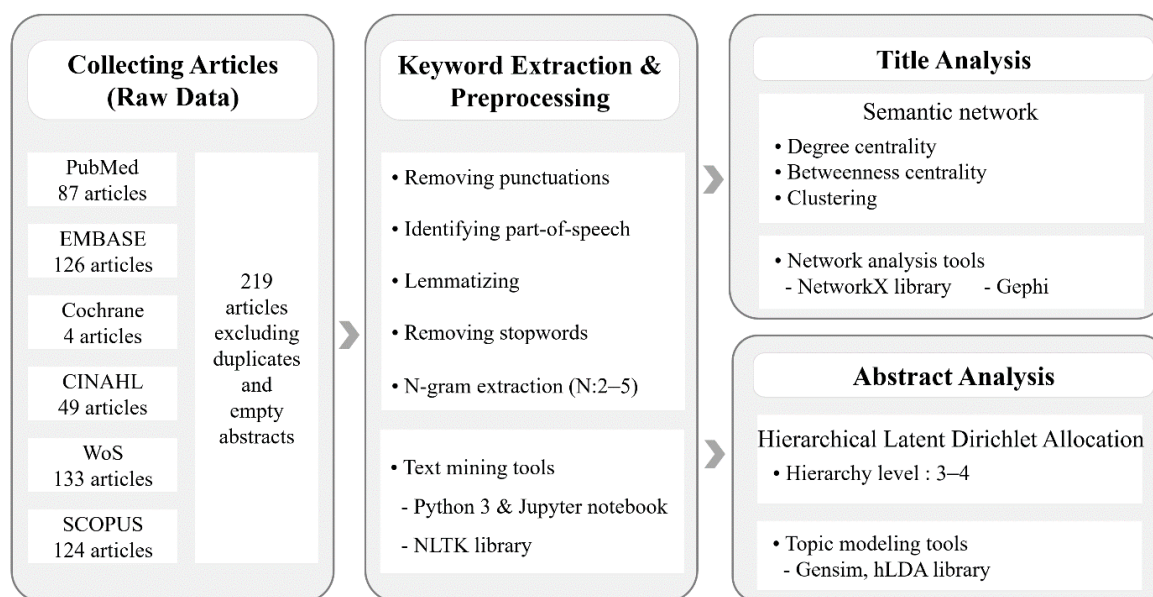 Collecting Articles
(Raw Data)
PubMed
87 articles
EMBASE
126 articles
Cochrane
4 articles
CINAHL
49 articles
WoS
133 articles
SCOPUS
124 articles
219
articles
excluding
duplicates
and
empty
abstracts
Keyword Extraction &
Preprocessing
• Removing punctuations
• Identifying part-of-speech
• Lemmatizing
• Removing stopwords
• N-gram extraction (N:2–5)
• Text mining tools
- Python 3 & Jupyter notebook
- NLTK library
Title Analysis
Semantic network
• Degree centrality
• Betweenness centrality
• Clustering
• Network analysis tools
- NetworkX library - Gephi
Abstract Analysis
Hierarchical Latent Dirichlet Allocation
• Hierarchy level : 3–4
• Topic modeling tools
- Gensim, hLDA library